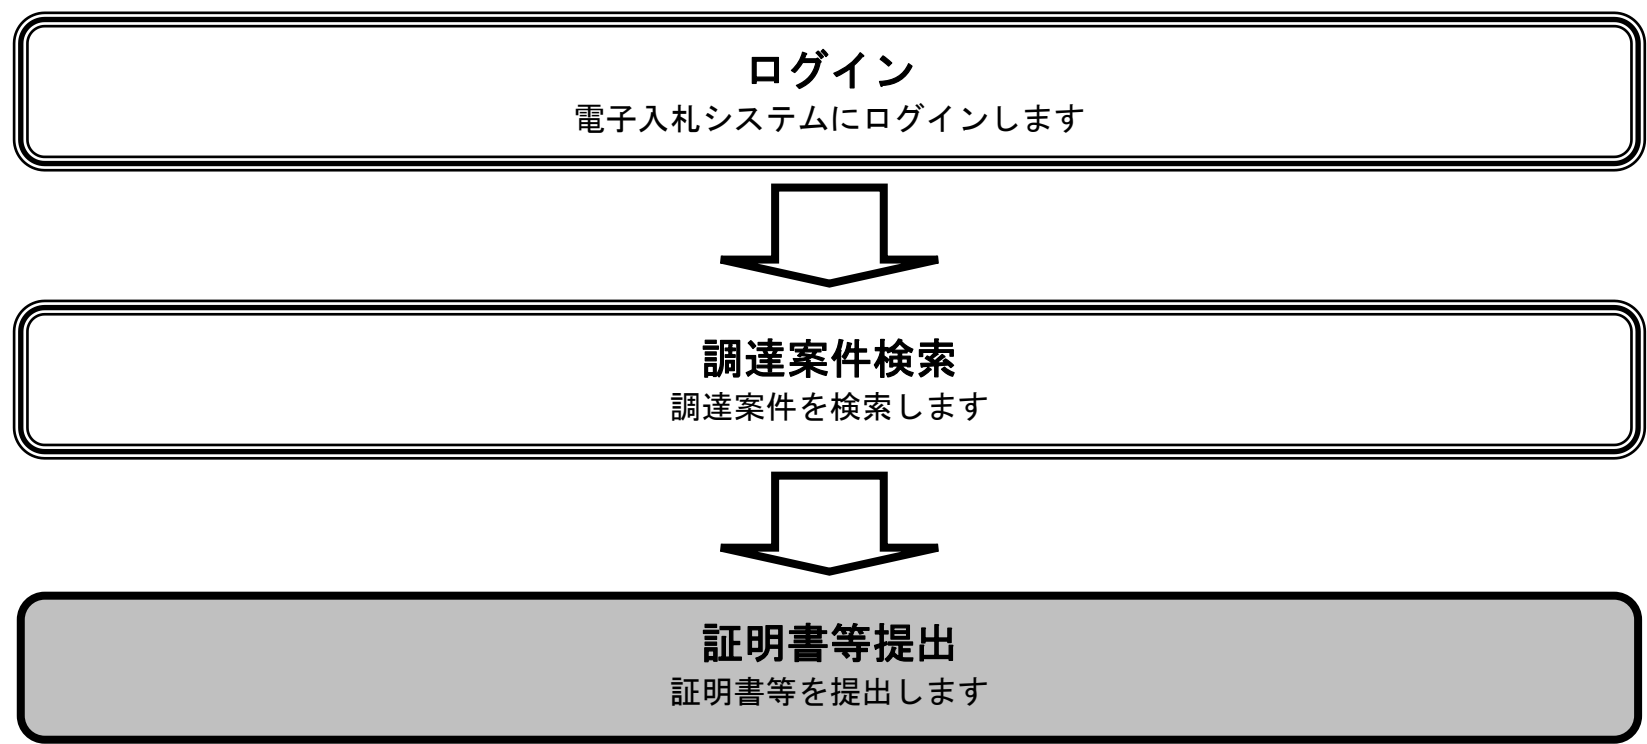 ログイン
電子入札システムにログインします
調達案件検索
調達案件を検索します
証明書等提出
証明書等を提出します